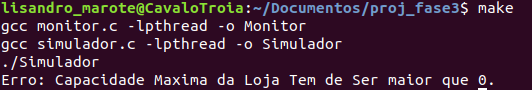 lisandro_marote@CavaloTroia:~/Documentos/proj_fase3$ make
gcc monitor.c -lpthread -o Monitor
gcc simulador.c -lpthread -o Simulador
./Simulador
Erro: Capacidade Maxima da Loja Tem de Ser maior que 0.